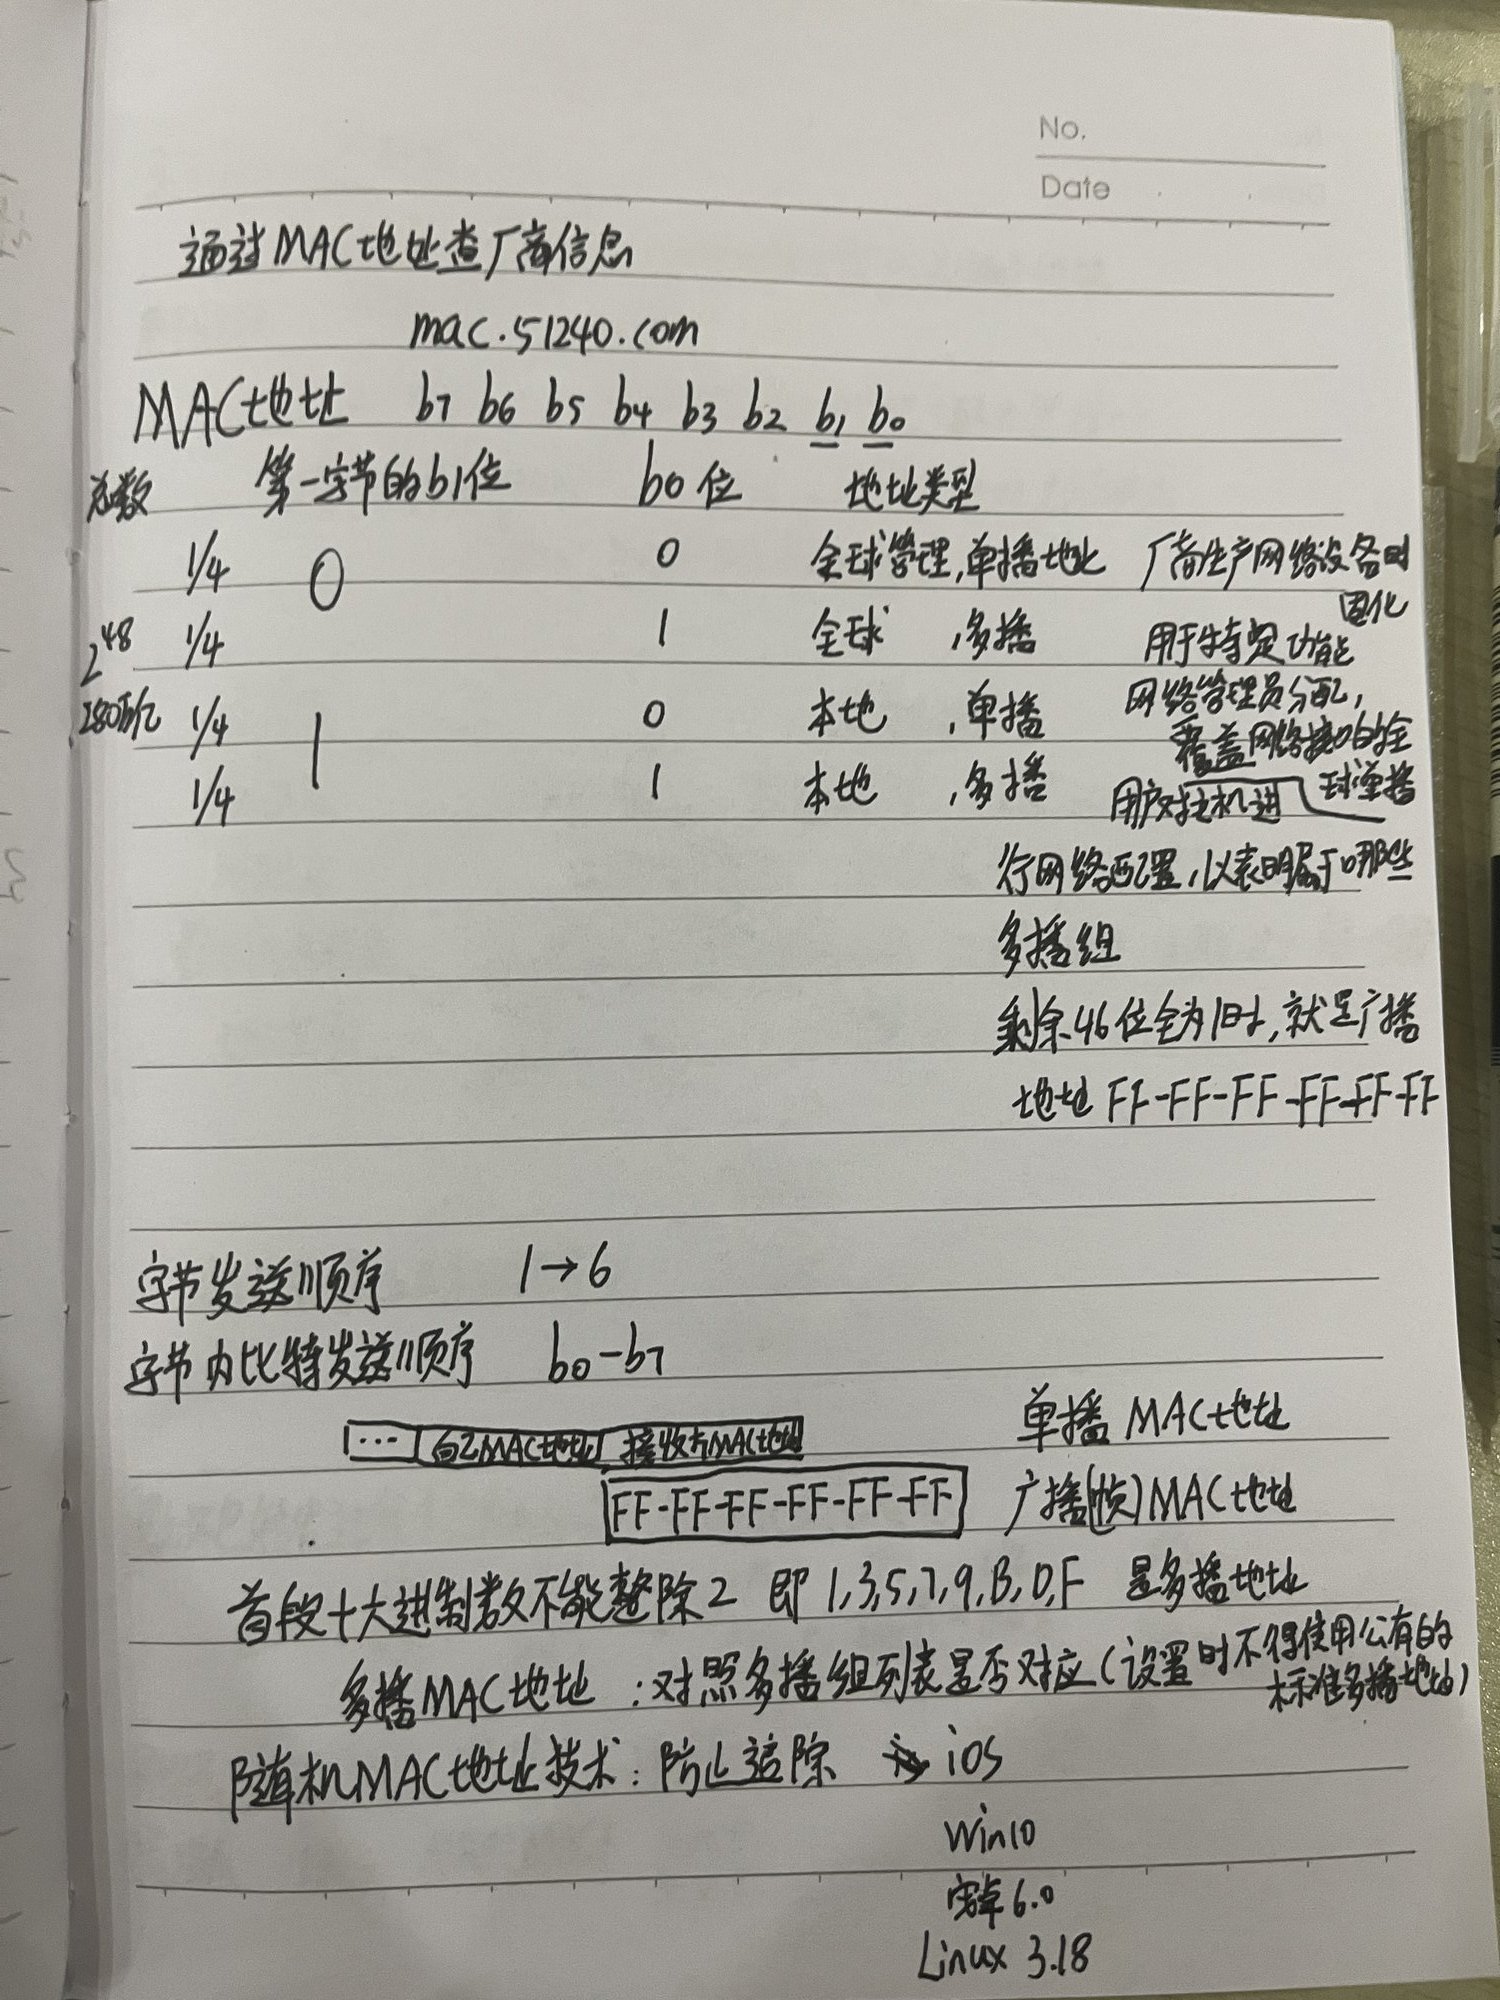 No.
Date
通过MAC地址查厂商信息
mac.51240.com
MAC地址 b7 b6 b5 b4 b3 b2 b1 b0
总数 第一字节的b1位 b0位 地址类型
1/4 0 0 全球管理,单播地址 厂商生产网络设备时
固化
2^48 1/4 1 全球 ,多播 用于特定功能
280万亿 1/4 1 0 本地 ,单播 网络管理员分配,
覆盖网络接口的全
球单播
1/4 1 本地 ,多播 用户对主机进
行网络配置,以表明属于哪些
多播组
剩余46位全为1时,就是广播
地址 FF-FF-FF-FF-FF-FF
字节发送顺序 1→6
字节内比特发送顺序 b0-b7
... 自己MAC地址 接收方MAC地址 单播MAC地址
FF-FF-FF-FF-FF-FF 广播(帧)MAC地址
首段十六进制数不能整除2 即1,3,5,7,9,B,D,F 是多播地址
多播MAC地址:对照多播组列表是否对应(设置时不得使用公有的
标准多播地址)
随机MAC地址技术:防止追踪 iOS
Win10
安卓6.0
Linux 3.18